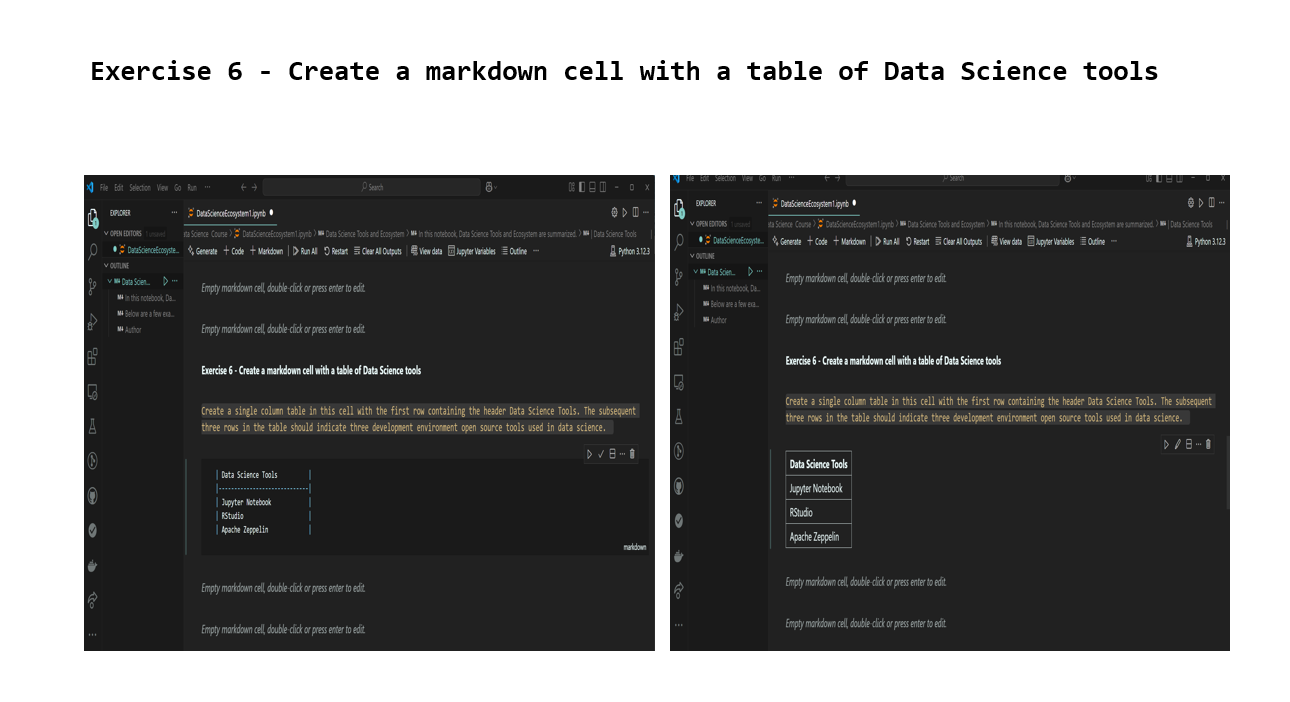 Exercise 6 - Create a markdown cell with a table of Data Science tools
File Edit Selection View Go Run ··· Search
EXPLORER ···
DataScienceEcosystem1.ipynb
OPEN EDITORS 1 unsaved
ata Science Course > DataScienceEcosystem1.ipynb > Data Science Tools and Ecosystem > In this notebook, Data Science Tools and Ecosystem are summarized. > | Data Science Tools
DataScienceEcosyste...
Generate + Code + Markdown | Run All Restart Clear All Outputs | View data Jupyter Variables Outline ··· Python 3.12.3
OUTLINE
Data Scien...
In this notebook, Da...
Below are a few exa...
Author
Empty markdown cell, double-click or press enter to edit.
Empty markdown cell, double-click or press enter to edit.
Exercise 6 - Create a markdown cell with a table of Data Science tools
Create a single column table in this cell with the first row containing the header Data Science Tools. The subsequent
three rows in the table should indicate three development environment open source tools used in data science.
| Data Science Tools |
|----------------------------|
| Jupyter Notebook |
| RStudio |
| Apache Zeppelin |
markdown
Empty markdown cell, double-click or press enter to edit.
Empty markdown cell, double-click or press enter to edit.
File Edit Selection View Go Run ··· Search
EXPLORER ···
DataScienceEcosystem1.ipynb
OPEN EDITORS 1 unsaved
ata Science Course > DataScienceEcosystem1.ipynb > Data Science Tools and Ecosystem > In this notebook, Data Science Tools and Ecosystem are summarized. > | Data Science Tools
DataScienceEcosyste...
Generate + Code + Markdown | Run All Restart Clear All Outputs | View data Jupyter Variables Outline ··· Python 3.12.3
OUTLINE
Data Scien...
In this notebook, Da...
Below are a few exa...
Author
Empty markdown cell, double-click or press enter to edit.
Empty markdown cell, double-click or press enter to edit.
Exercise 6 - Create a markdown cell with a table of Data Science tools
Create a single column table in this cell with the first row containing the header Data Science Tools. The subsequent
three rows in the table should indicate three development environment open source tools used in data science.
Data Science Tools
Jupyter Notebook
RStudio
Apache Zeppelin
Empty markdown cell, double-click or press enter to edit.
Empty markdown cell, double-click or press enter to edit.